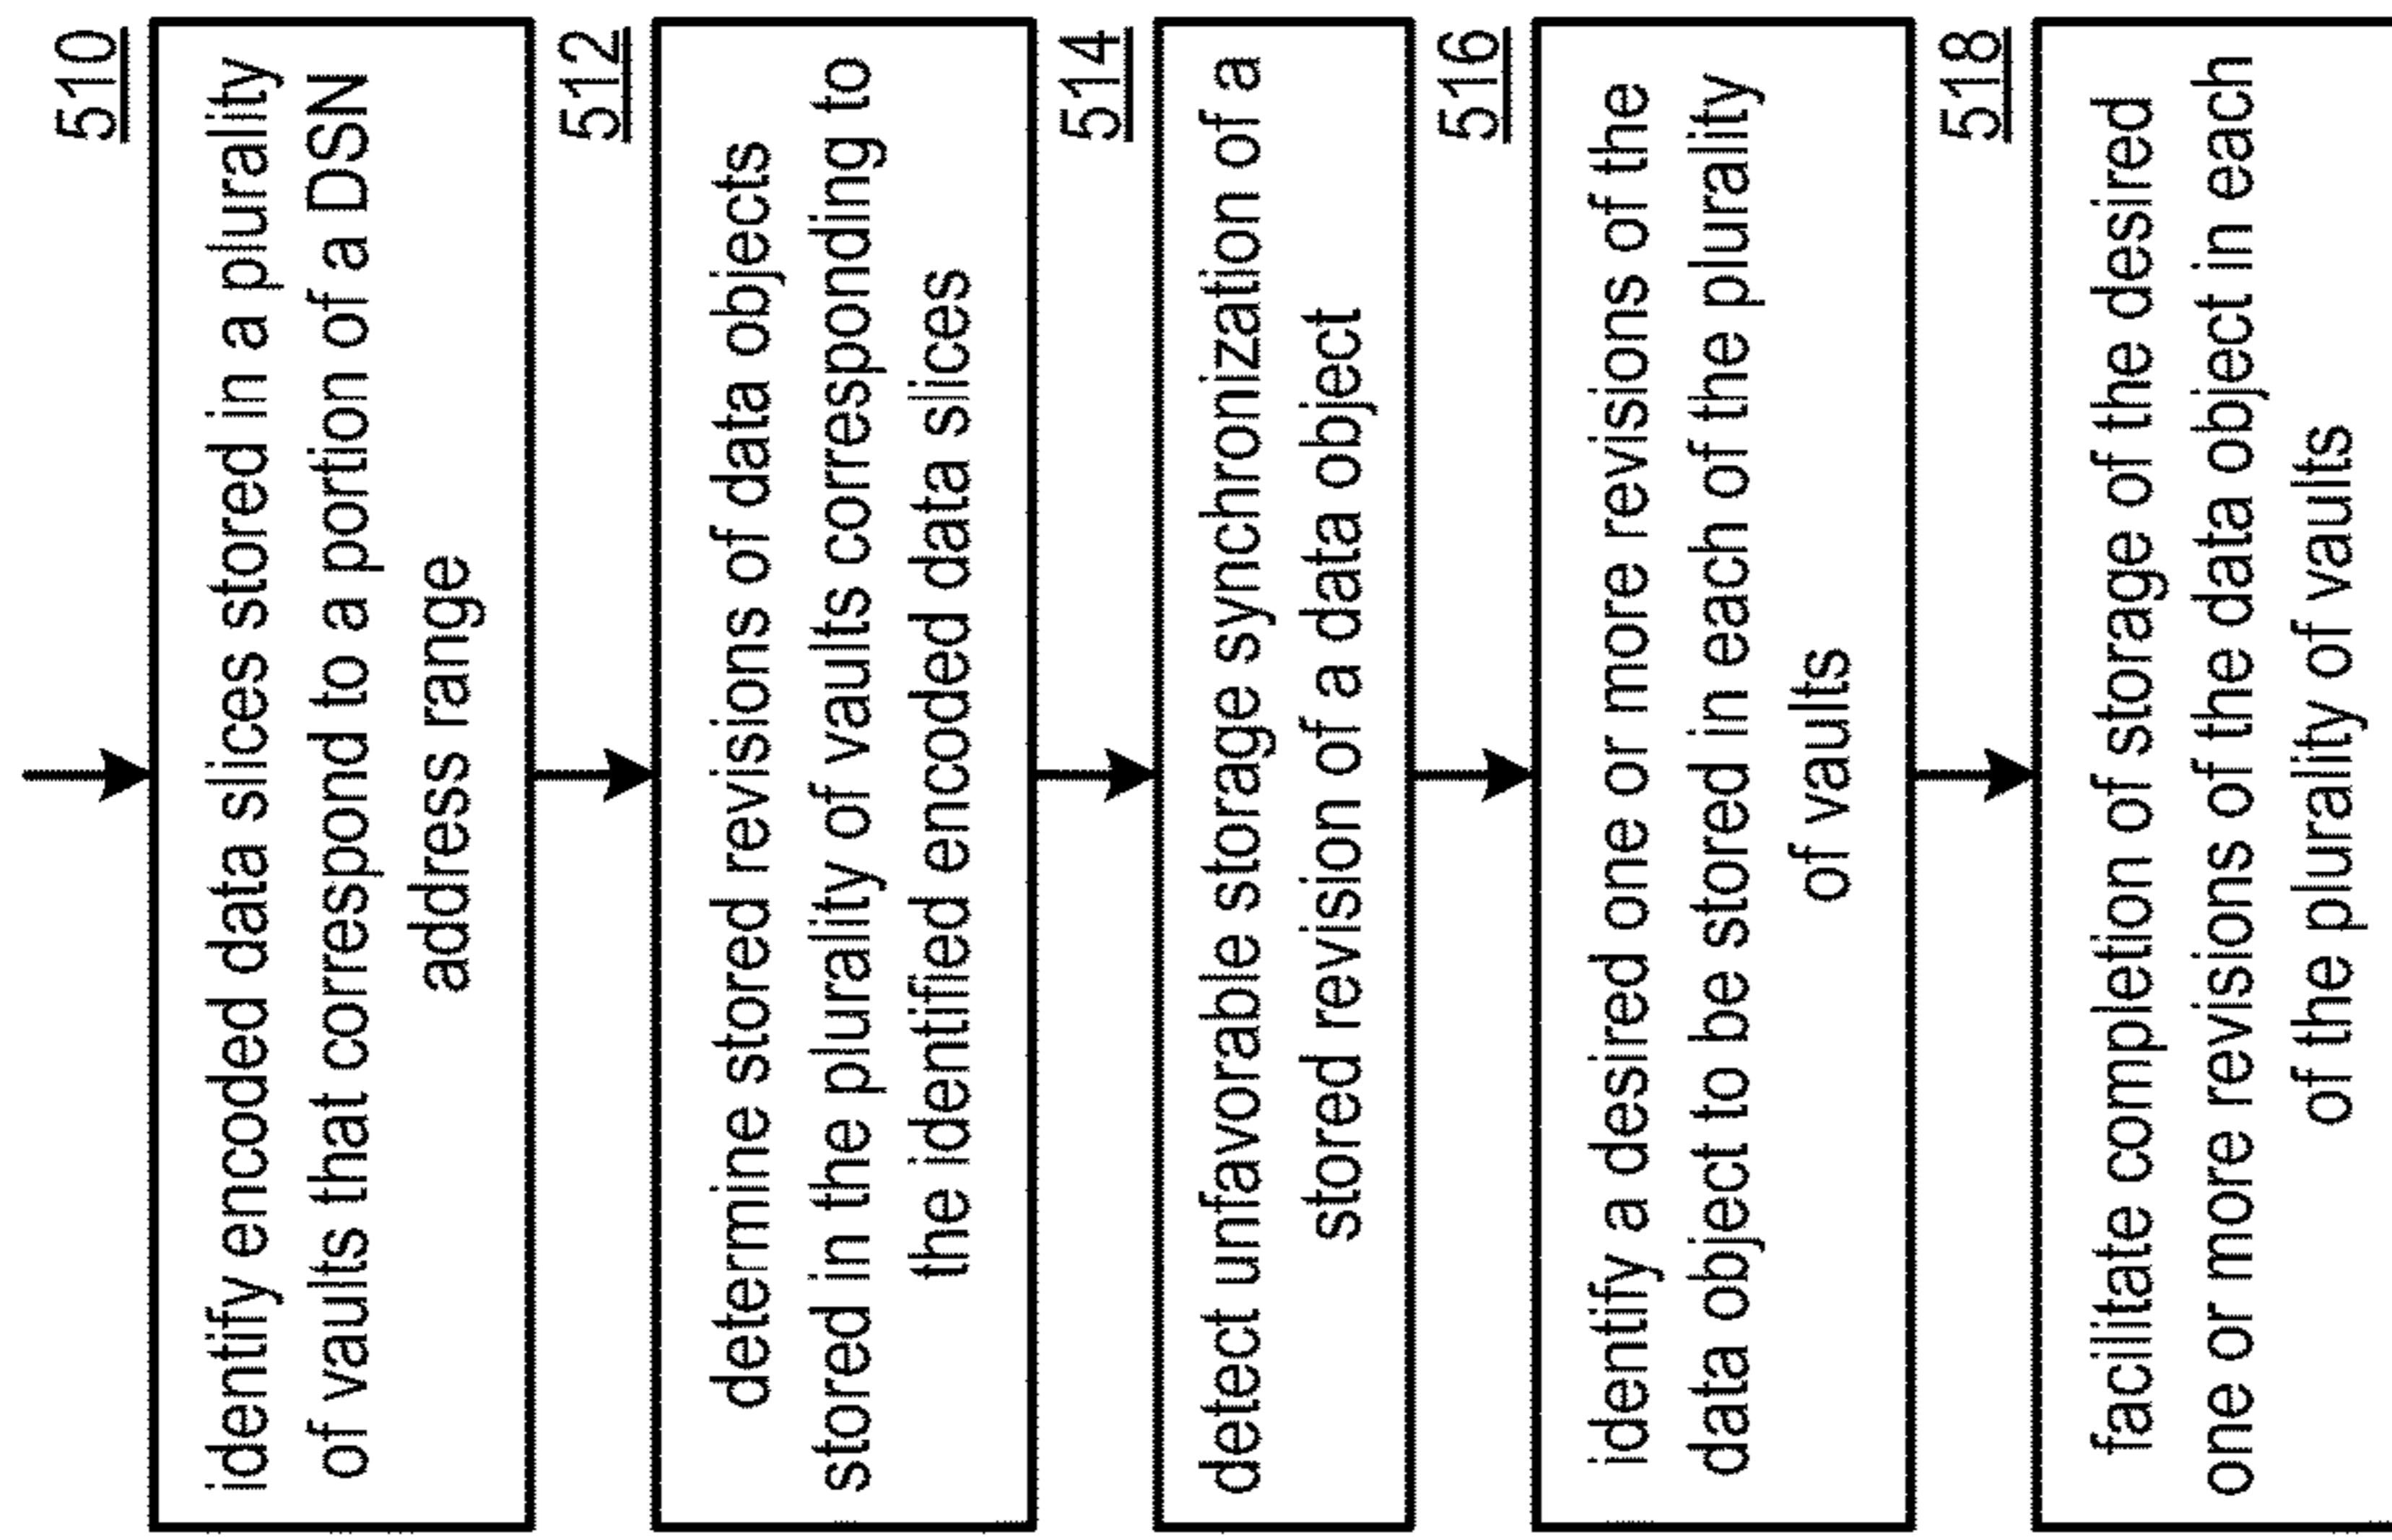 510
identify encoded data slices stored in a plurality
of vaults that correspond to a portion of a DSN
address range
512
determine stored revisions of data objects
stored in the plurality of vaults corresponding to
the identified encoded data slices
514
detect unfavorable storage synchronization of a
stored revision of a data object
516
identify a desired one or more revisions of the
data object to be stored in each of the plurality
of vaults
518
facilitate completion of storage of the desired
one or more revisions of the data object in each
of the plurality of vaults